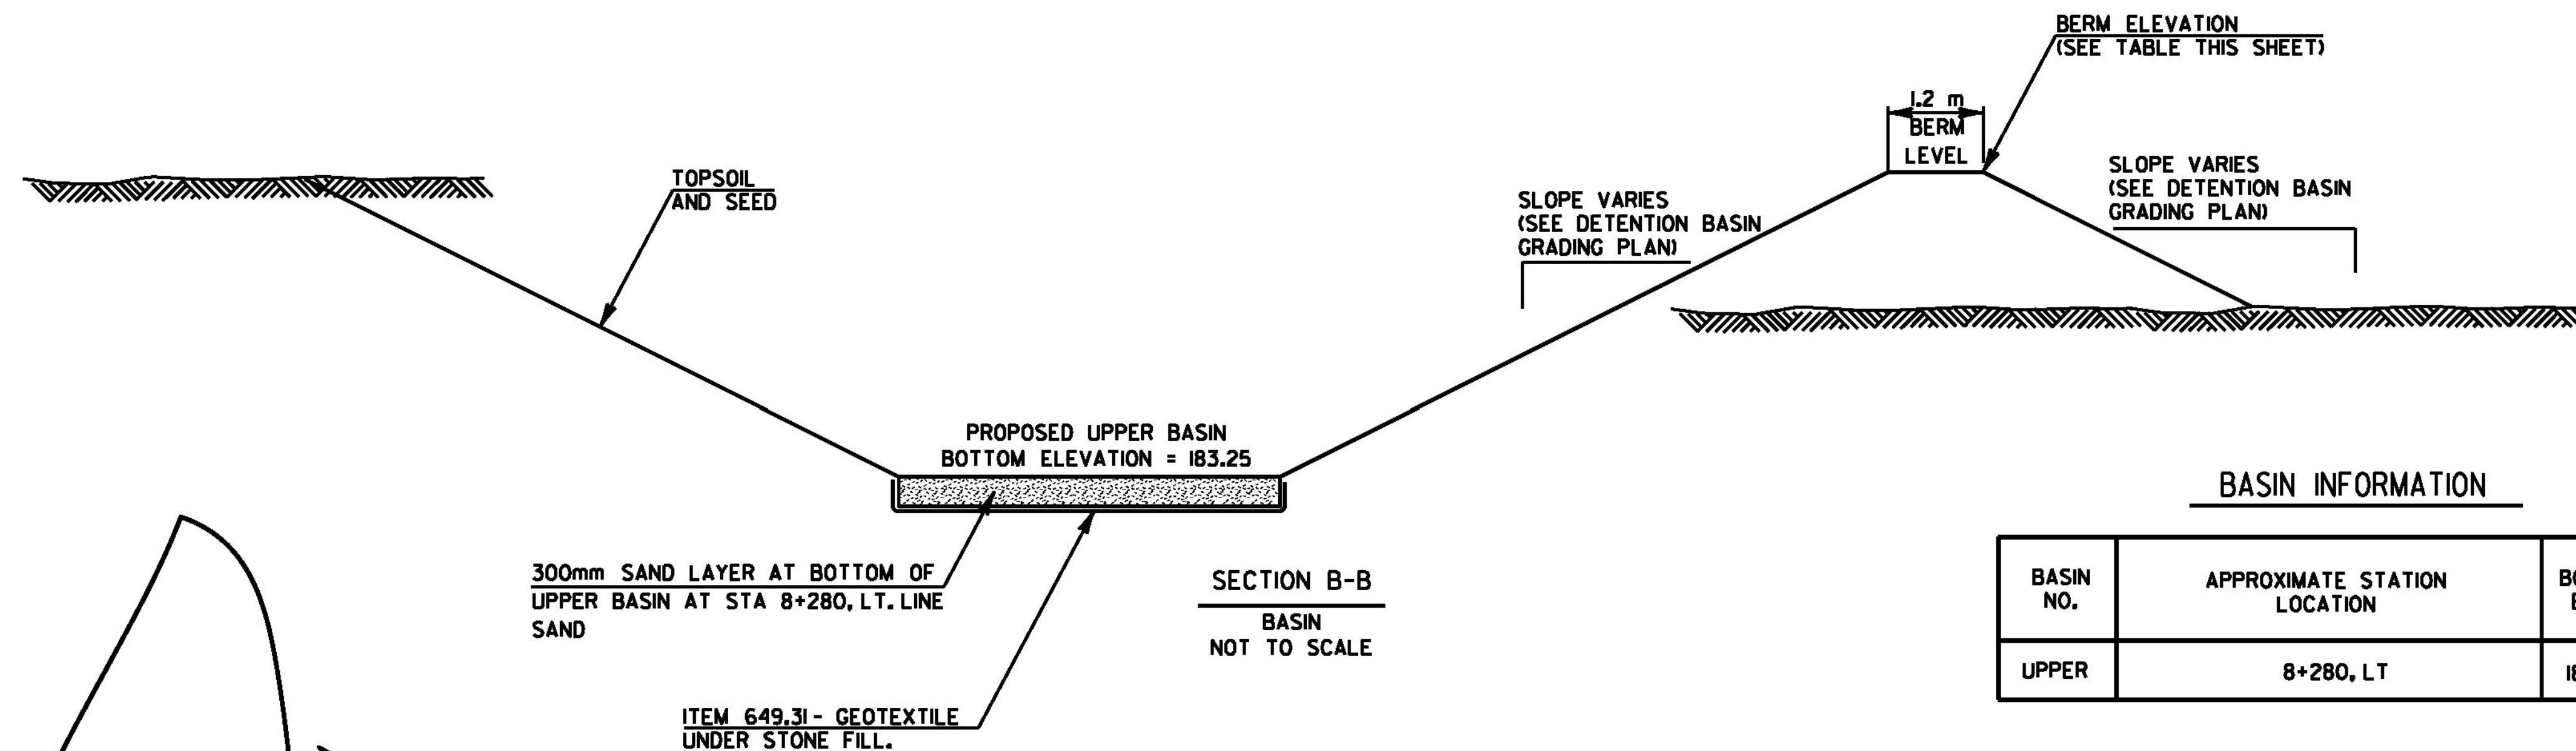 BERM ELEVATION
(SEE TABLE THIS SHEET)
1.2 m
BERM
LEVEL
TOPSOIL
AND SEED
SLOPE VARIES
(SEE DETENTION BASIN
GRADING PLAN)
SLOPE VARIES
(SEE DETENTION BASIN
GRADING PLAN)
PROPOSED UPPER BASIN
BOTTOM ELEVATION = 183.25
300mm SAND LAYER AT BOTTOM OF
UPPER BASIN AT STA 8+280, LT. LINE
SAND
ITEM 649.31 - GEOTEXTILE
UNDER STONE FILL.
SECTION B-B
BASIN
NOT TO SCALE
BASIN INFORMATION
BASIN
NO.
APPROXIMATE STATION
LOCATION
UPPER
8+280, LT